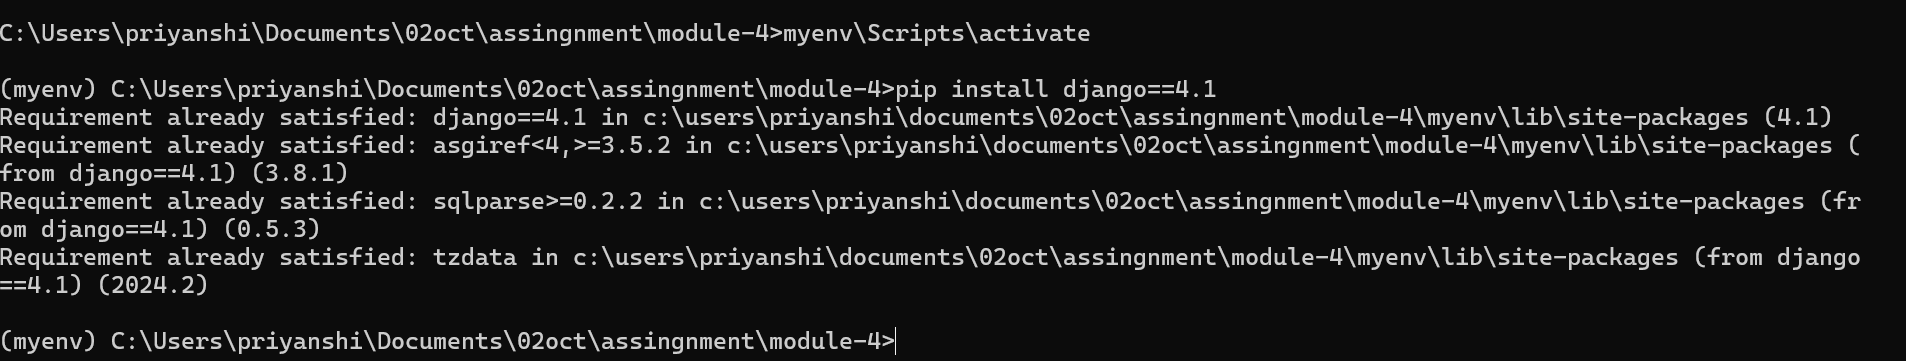 C:\Users\priyanshi\Documents\02oct\assingnment\module-4>myenv\Scripts\activate
(myenv) C:\Users\priyanshi\Documents\02oct\assingnment\module-4>pip install django==4.1
Requirement already satisfied: django==4.1 in c:\users\priyanshi\documents\02oct\assingnment\module-4\myenv\lib\site-packages (4.1)
Requirement already satisfied: asgiref<4,>=3.5.2 in c:\users\priyanshi\documents\02oct\assingnment\module-4\myenv\lib\site-packages (
from django==4.1) (3.8.1)
Requirement already satisfied: sqlparse>=0.2.2 in c:\users\priyanshi\documents\02oct\assingnment\module-4\myenv\lib\site-packages (fr
om django==4.1) (0.5.3)
Requirement already satisfied: tzdata in c:\users\priyanshi\documents\02oct\assingnment\module-4\myenv\lib\site-packages (from django
==4.1) (2024.2)
(myenv) C:\Users\priyanshi\Documents\02oct\assingnment\module-4>